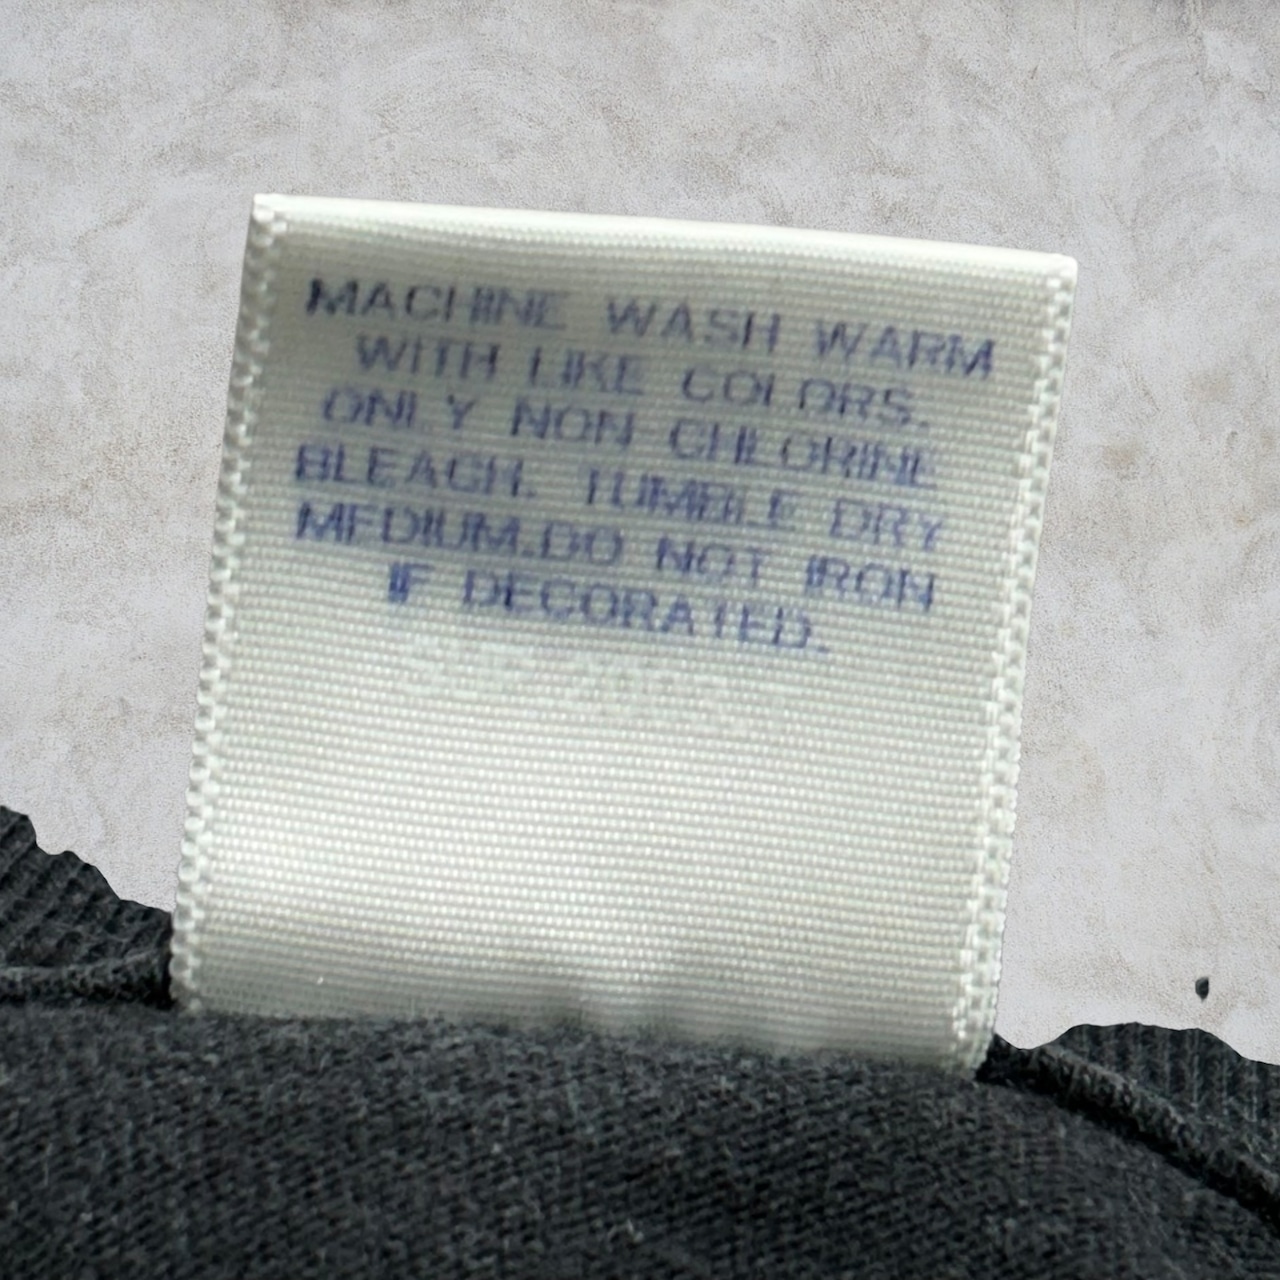 MACHINE WASH WARM
WITH LIKE COLORS.
ONLY NON CHLORINE
BLEACH. TUMBLE DRY
MEDIUM.DO NOT IRON
IF DECORATED.